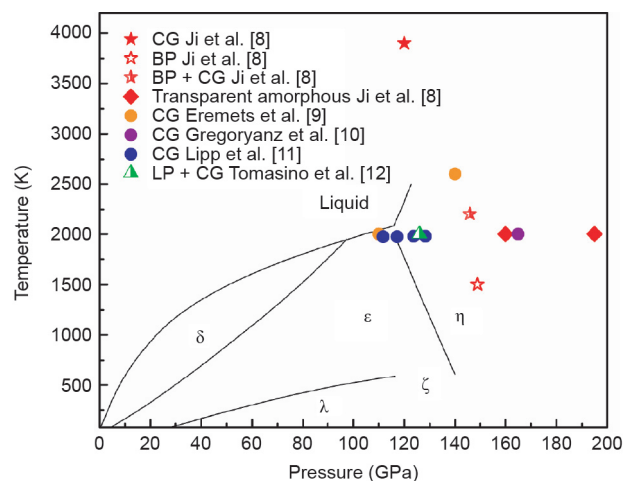 4000
3500
3000
2500
2000
1500
1000
500
Temperature (K)
CG Ji et al. [8]
BP Ji et al. [8]
BP + CG Ji et al. [8]
Transparent amorphous Ji et al. [8]
CG Eremets et al. [9]
CG Gregoryanz et al. [10]
CG Lipp et al. [11]
LP + CG Tomasino et al. [12]
Liquid
δ
ε
η
ζ
λ
0 20 40 60 80 100 120 140 160 180 200
Pressure (GPa)